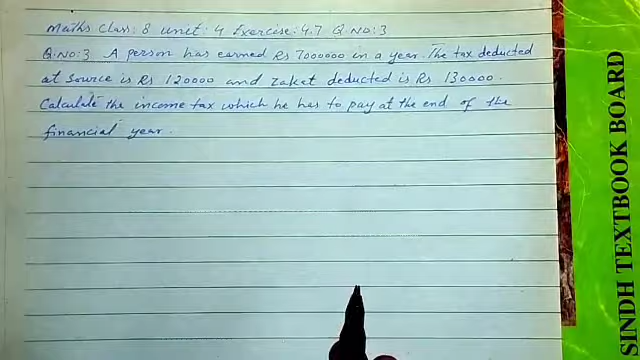 Maths Class: 8 unit: 4 Exercise: 4.7 Q NO: 3
Q.NO: 3 A person has earned Rs 7000000 in a year. The tax deducted
at source is Rs 120000 and zakat deducted is Rs 130000.
Calculate the income tax which he has to pay at the end of the
financial year.
SINDH TEXTBOOK BOARD